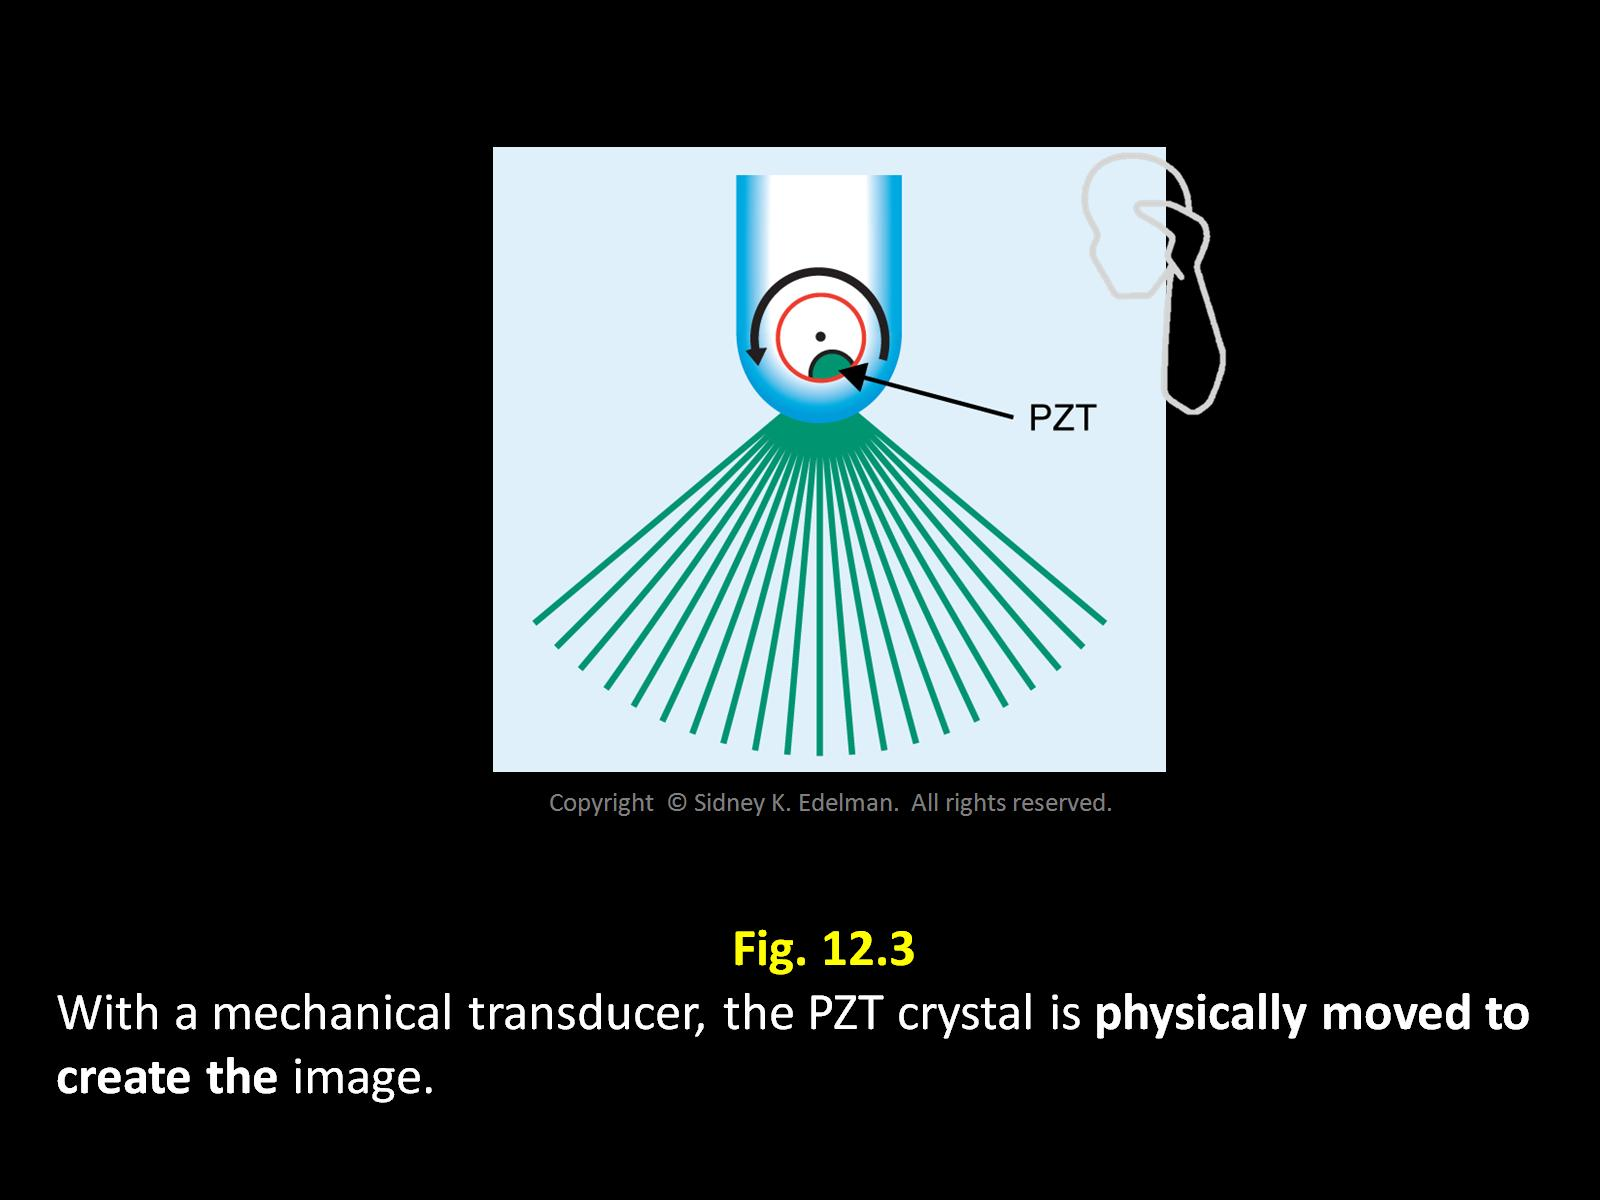 PZT
Copyright © Sidney K. Edelman. All rights reserved.
Fig. 12.3
With a mechanical transducer, the PZT crystal is physically moved to
create the image.